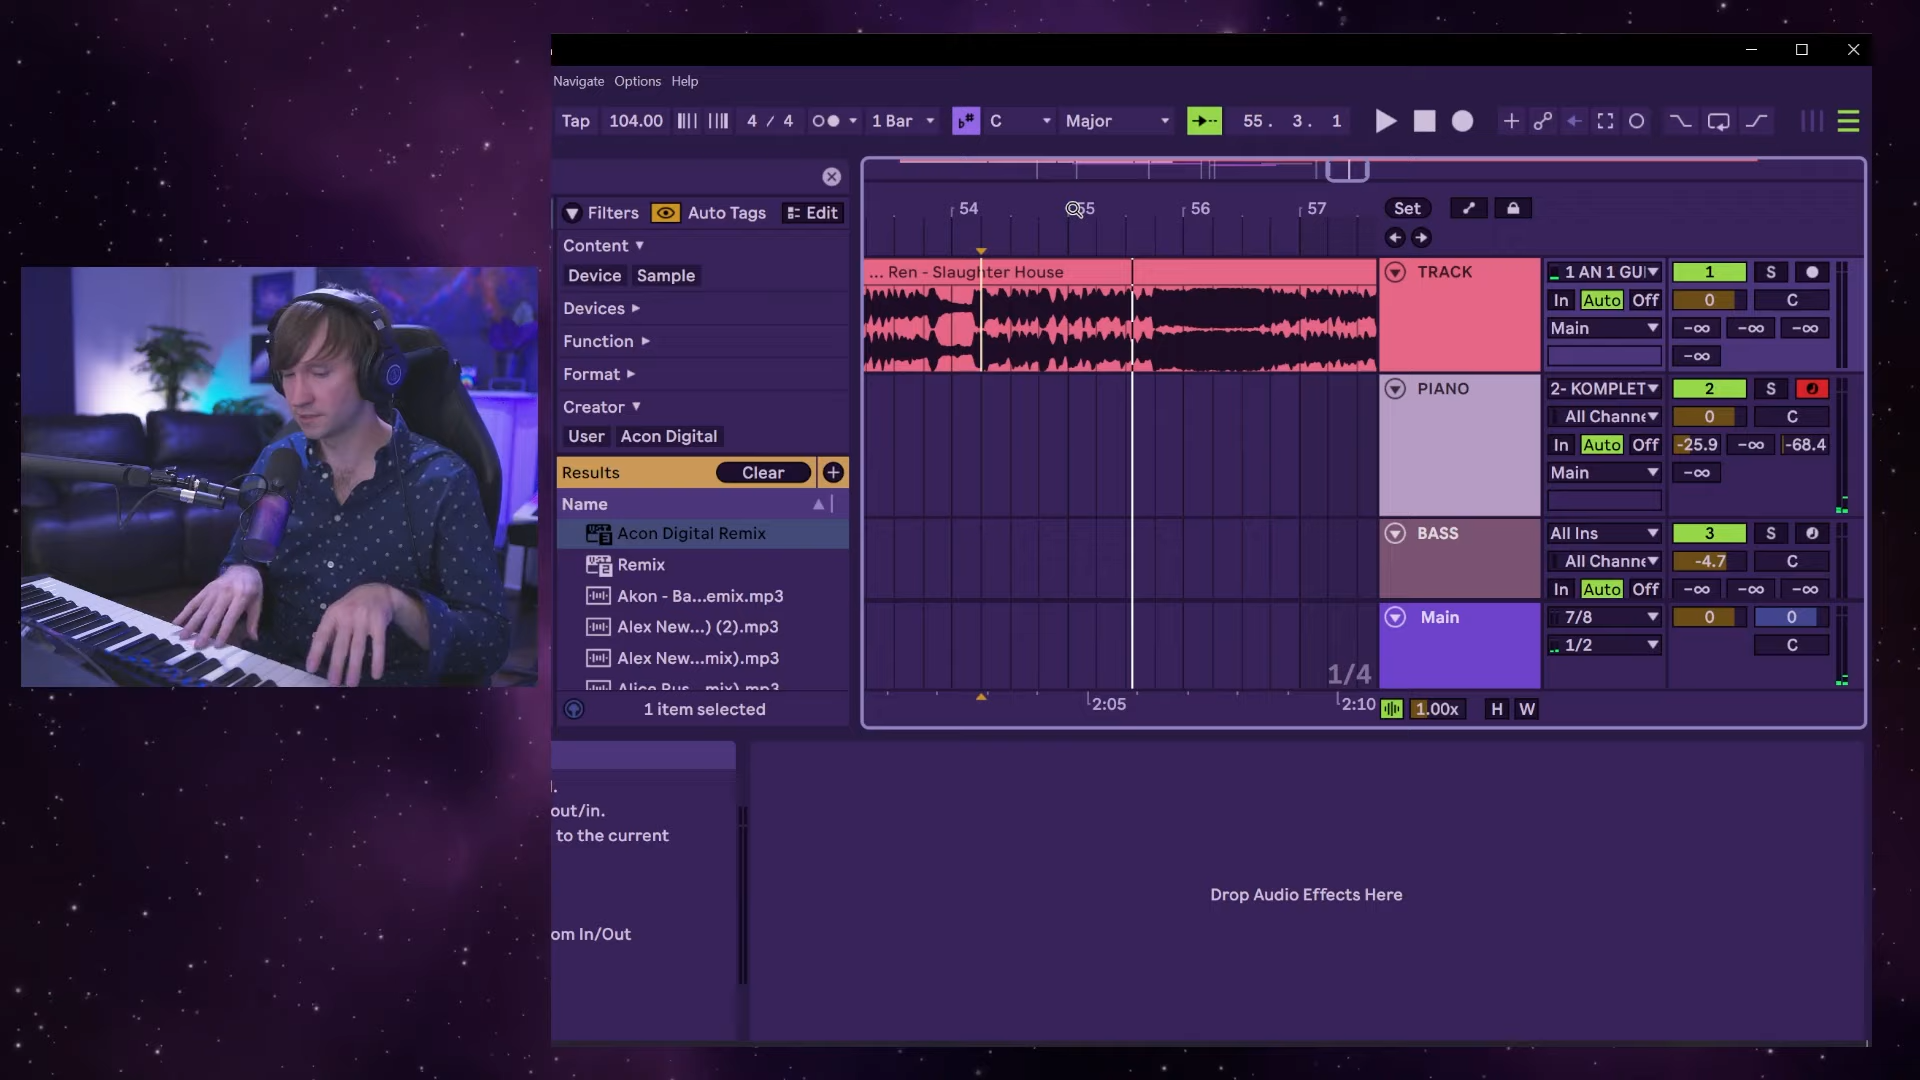 Navigate Options Help
Tap 104.00 4 / 4 1 Bar C Major 55. 3. 1
Filters Auto Tags Edit
Content
Device Sample
Devices
Function
Format
Creator
User Acon Digital
Results Clear
Name
Acon Digital Remix
Remix
Akon - Ba...emix.mp3
Alex New...) (2).mp3
Alex New...mix).mp3
1 item selected
54 55 56 57
Set
... Ren - Slaughter House
TRACK
1 AN 1 GUI 1 S
In Auto Off 0 C
Main -∞ -∞ -∞
-∞
PIANO
2- KOMPLET 2 S
All Channe 0 C
In Auto Off -25.9 -∞ -68.4
Main -∞
BASS
All Ins 3 S
All Channe -4.7 C
In Auto Off -∞ -∞ -∞
Main
7/8 0 0
1/2 C
1/4
2:05 2:10 1.00x H W
out/in.
to the current
om In/Out
Drop Audio Effects Here